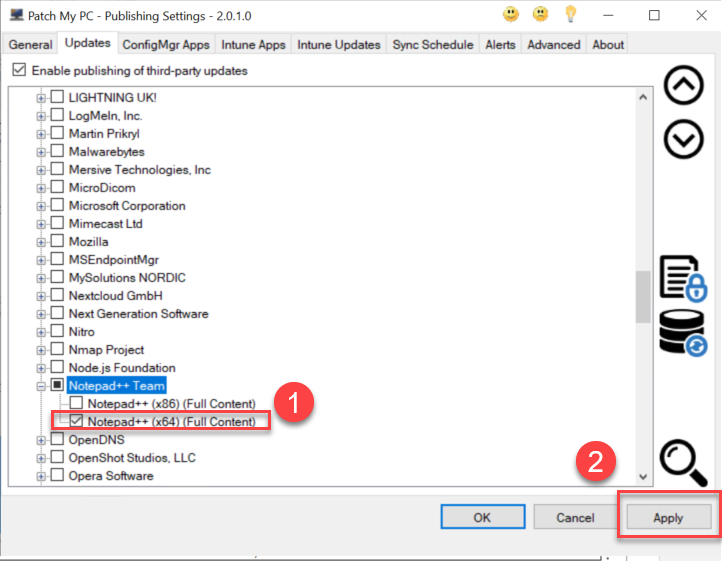 Patch My PC - Publishing Settings - 2.0.1.0
General Updates ConfigMgr Apps Intune Apps Intune Updates Sync Schedule Alerts Advanced About
Enable publishing of third-party updates
LIGHTNING UK!
LogMeIn, Inc.
Martin Prikryl
Malwarebytes
Mersive Technologies, Inc
MicroDicom
Microsoft Corporation
Mimecast Ltd
Mozilla
MSEndpointMgr
MySolutions NORDIC
Nextcloud GmbH
Next Generation Software
Nitro
Nmap Project
Node.js Foundation
Notepad++ Team
Notepad++ (x86) (Full Content)
1
Notepad++ (x64) (Full Content)
OpenDNS
OpenShot Studios, LLC
2
Opera Software
OK Cancel Apply